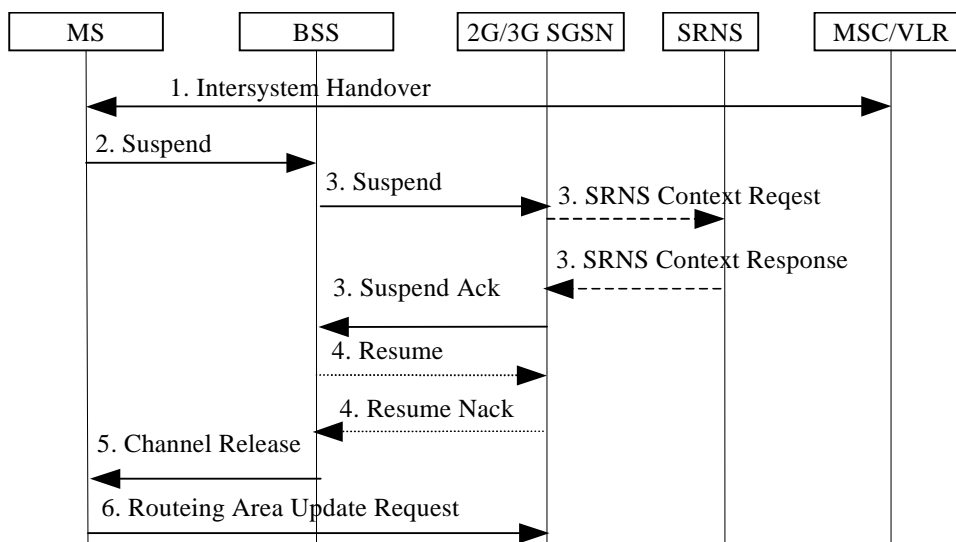 MS
BSS
2G/3G SGSN
SRNS
MSC/VLR
1. Intersystem Handover
2. Suspend
3. Suspend
3. SRNS Context Reqest
3. SRNS Context Response
3. Suspend Ack
4. Resume
4. Resume Nack
5. Channel Release
6. Routeing Area Update Request